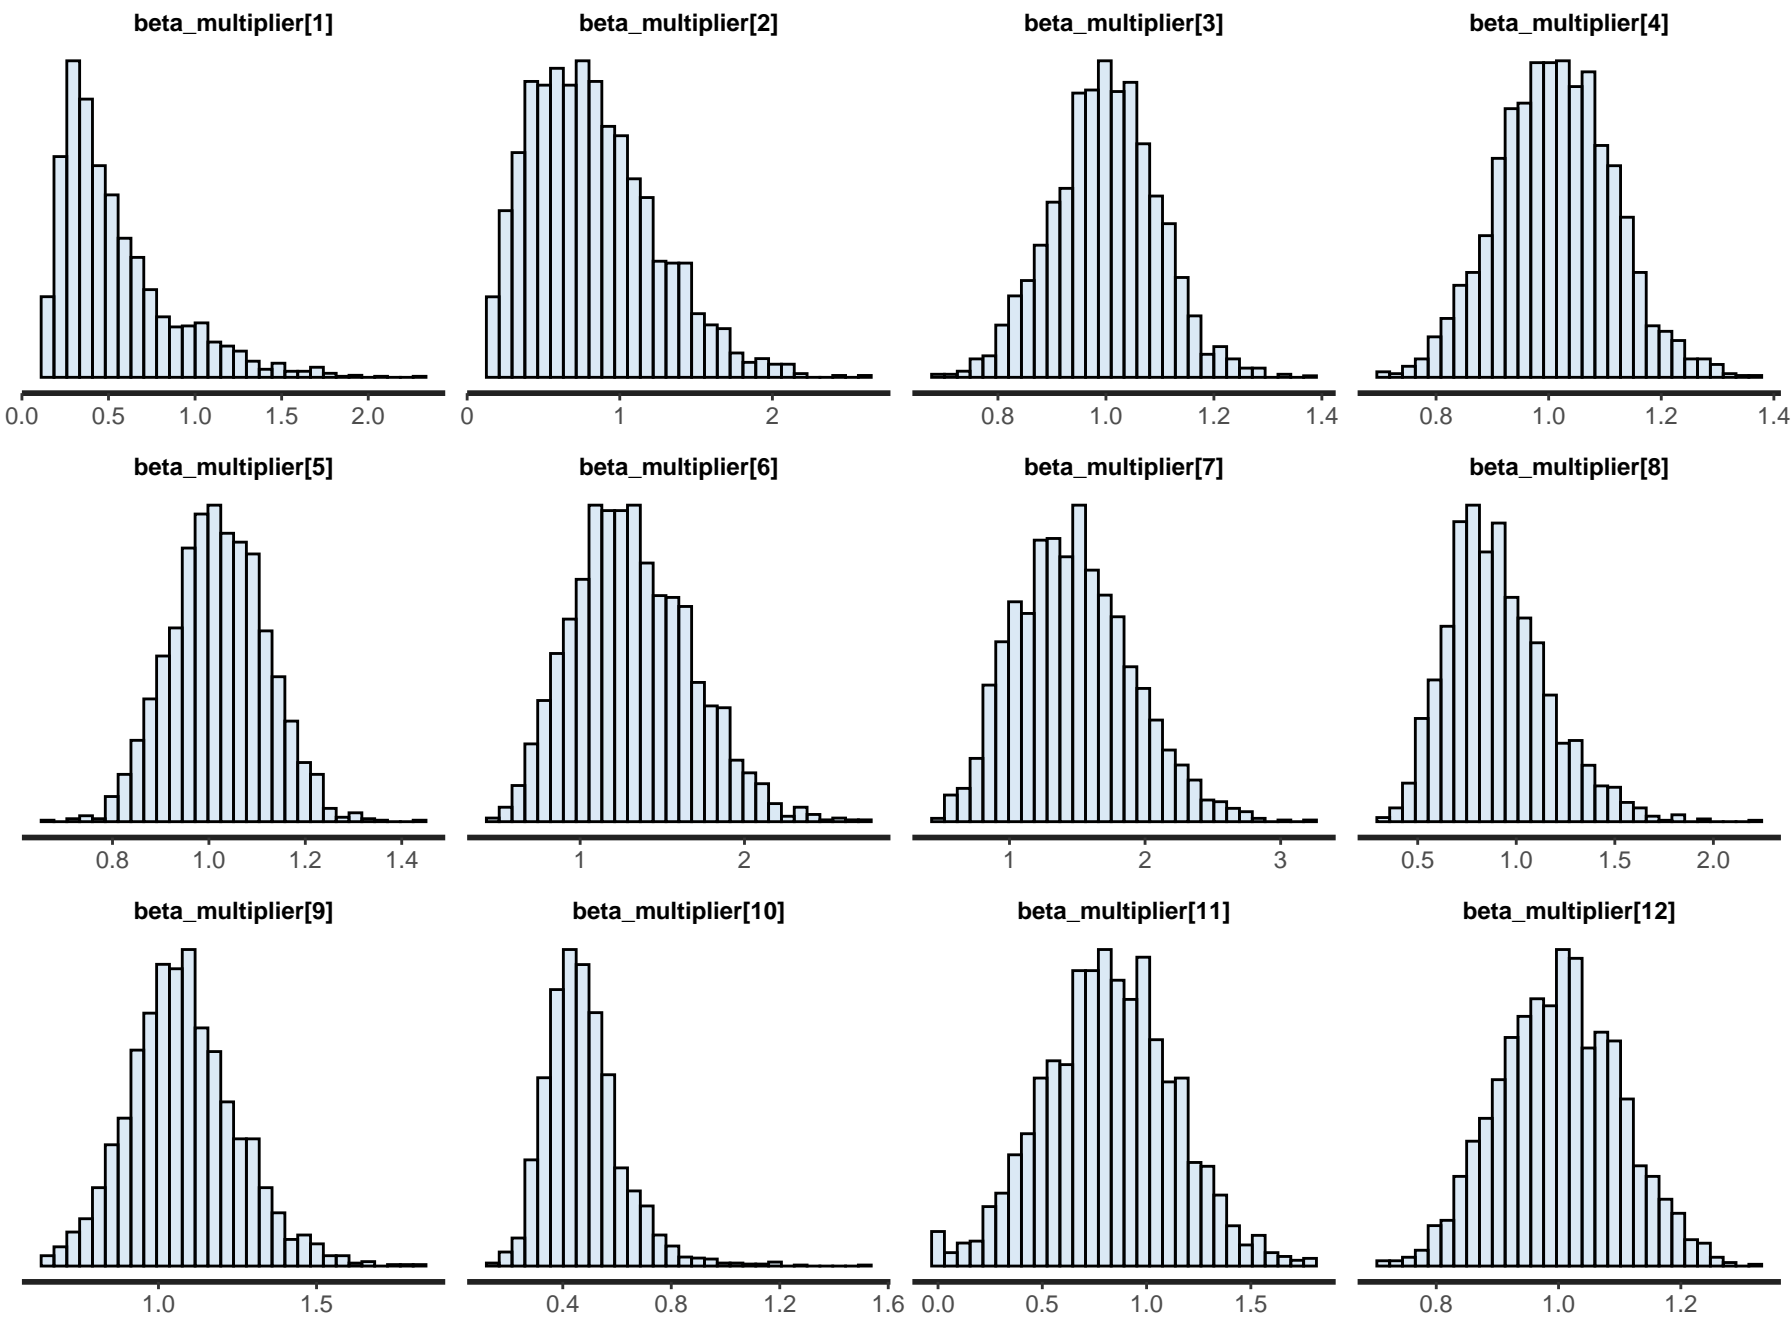 beta_multiplier[1] beta_multiplier[2] beta_multiplier[3] beta_multiplier[4]
0.0 0.5 1.0 1.5 2.0 0 1 2 0.8 1.0 1.2 1.4 0.8 1.0 1.2 1.4
beta_multiplier[5] beta_multiplier[6] beta_multiplier[7] beta_multiplier[8]
0.8 1.0 1.2 1.4 1 2 1 2 3 0.5 1.0 1.5 2.0
beta_multiplier[9] beta_multiplier[10] beta_multiplier[11] beta_multiplier[12]
1.0 1.5 0.4 0.8 1.2 1.6 0.0 0.5 1.0 1.5 0.8 1.0 1.2